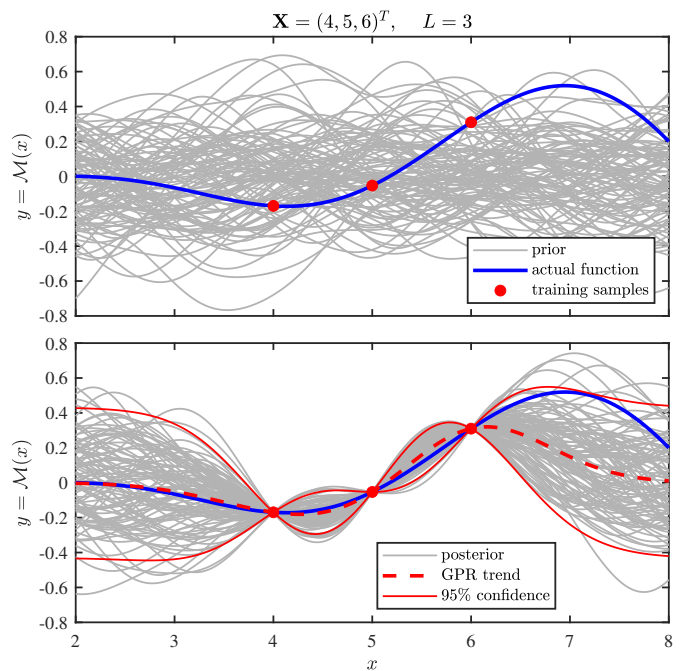 X = (4, 5, 6)^T, L = 3
0.8
0.6
0.4
0.2
0
-0.2
-0.4
-0.6
-0.8
y = M(x)
prior
actual function
training samples
0.8
0.6
0.4
0.2
0
-0.2
-0.4
-0.6
-0.8
y = M(x)
posterior
GPR trend
95% confidence
2 3 4 5 6 7 8
x